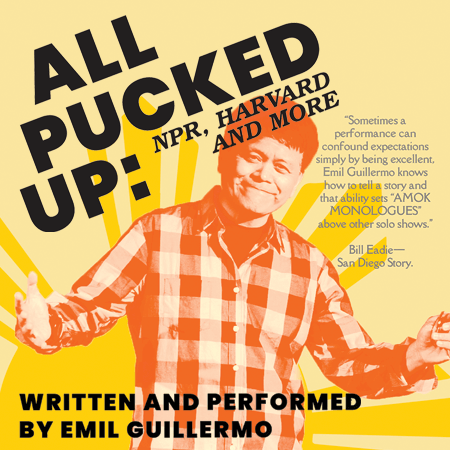 ALL
PUCKED
UP:
NPR, HARVARD
AND MORE
“Sometimes a
performance can
confound expectations
simply by being excellent,
Emil Guillermo knows
how to tell a story and
that ability sets “AMOK
MONOLOGUES”
above other solo shows.”
Bill Eadie—
San Diego Story.
WRITTEN AND PERFORMED
BY EMIL GUILLERMO